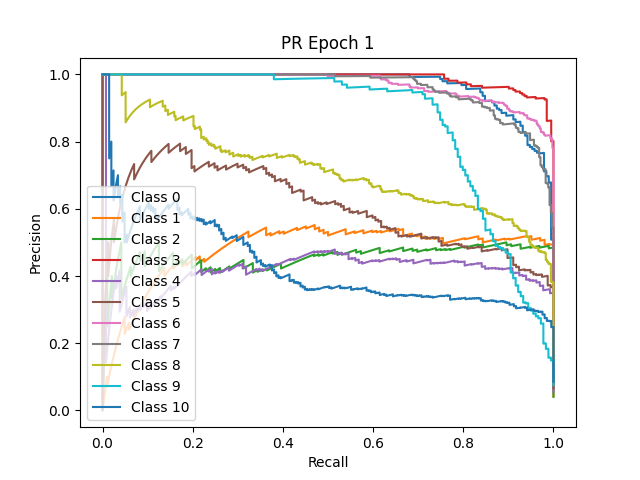 PR Epoch 1
1.0
0.8
0.6
0.4
0.2
0.0
Precision
Class 0
Class 1
Class 2
Class 3
Class 4
Class 5
Class 6
Class 7
Class 8
Class 9
Class 10
0.0 0.2 0.4 0.6 0.8 1.0
Recall